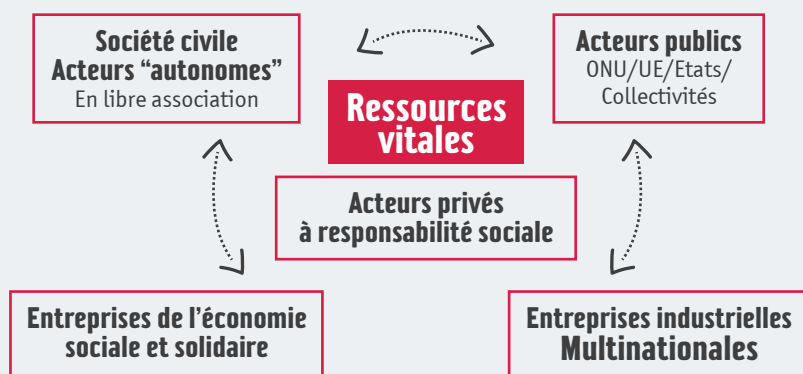 Société civile
Acteurs “autonomes”
En libre association
Acteurs publics
ONU/UE/Etats/
Collectivités
Ressources
vitales
Acteurs privés
à responsabilité sociale
Entreprises de l’économie
sociale et solidaire
Entreprises industrielles
Multinationales